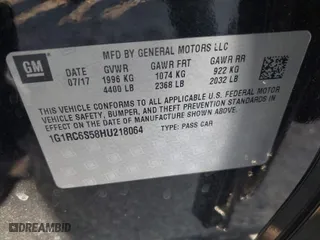 MFD BY GENERAL MOTORS LLC
GM
DATE GVWR GAWR FRT GAWR RR
07/17 1996 KG 1074 KG 922 KG
4400 LB 2368 LB 2032 LB
THIS VEHICLE CONFORMS TO ALL APPLICABLE U.S. FEDERAL MOTOR
VEHICLE SAFETY, BUMPER, AND THEFT PREVENTION STANDARDS IN
EFFECT ON THE DATE OF MANUFACTURE SHOWN ABOVE.
1G1RC6S58HU218064 TYPE: PASS CAR